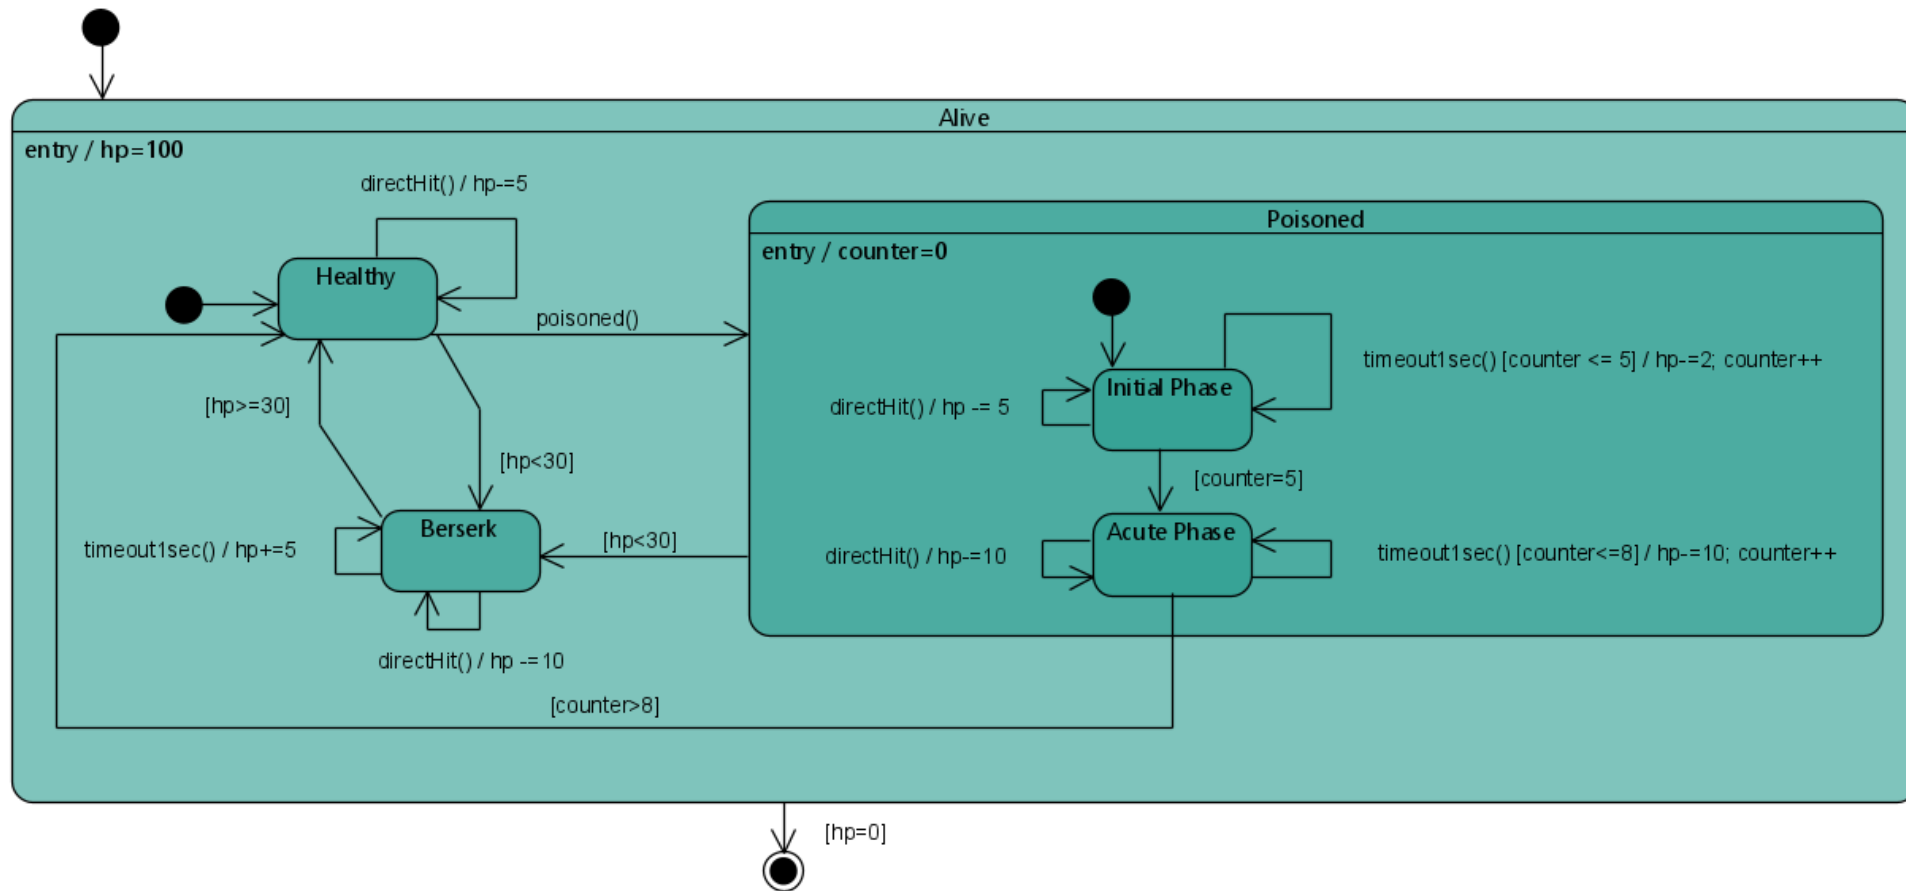 Alive
entry / hp=100
directHit() / hp-=5
Poisoned
entry / counter=0
Healthy
poisoned()
timeout1sec() [counter <= 5] / hp-=2; counter++
Initial Phase
directHit() / hp -= 5
[hp>=30]
[hp<30]
[counter=5]
Berserk
timeout1sec() / hp+=5
[hp<30]
Acute Phase
directHit() / hp-=10
timeout1sec() [counter<=8] / hp-=10; counter++
directHit() / hp -=10
[counter>8]
[hp=0]